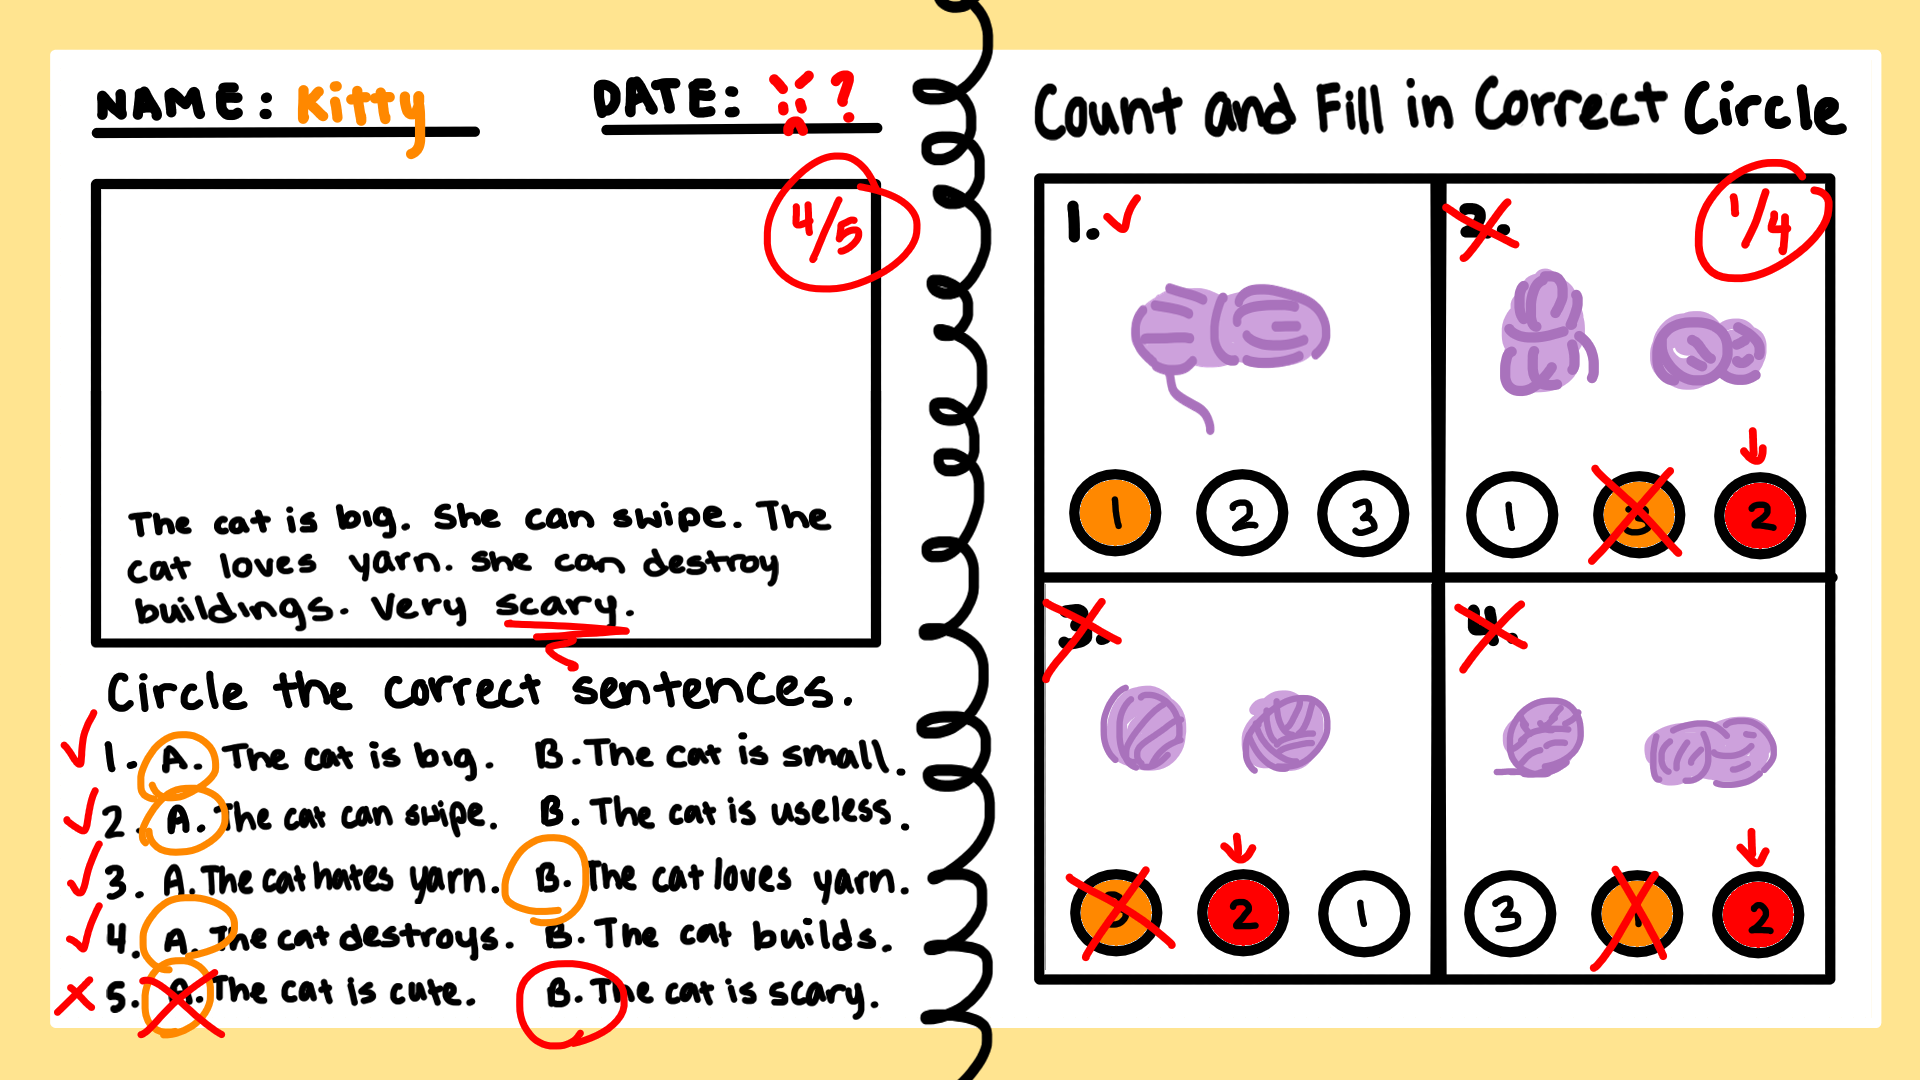 NAME: Kitty
DATE: ?
4/5
The cat is big. She can swipe. The
cat loves yarn. she can destroy
buildings. Very scary.
Circle the correct sentences.
1. A. The cat is big. B. The cat is small.
2. A. The cat can swipe. B. The cat is useless.
3. A. The cat hates yarn. B. The cat loves yarn.
4. A. The cat destroys. B. The cat builds.
5. A. The cat is cute. B. The cat is scary.
Count and Fill in Correct Circle
1/4
1. 2.
1 2 3 1 3 2
3. 4.
3 2 1 3 1 2